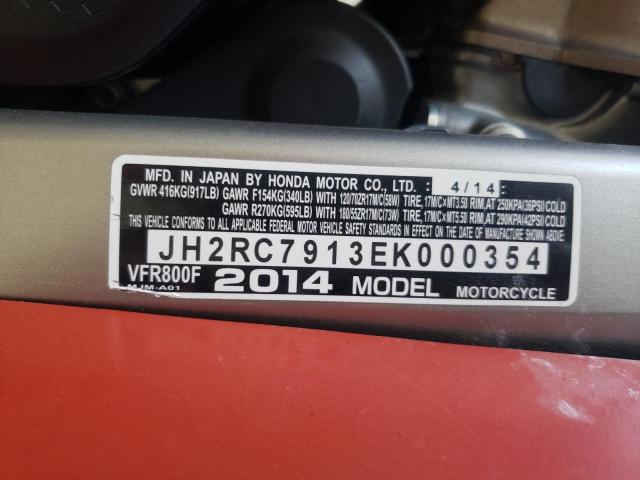 MFD. IN JAPAN BY HONDA MOTOR CO., LTD. : 4/14:
GVWR 416KG(917LB) GAWR F154KG(340LB) WITH 120/70ZR17M/C(58W) TIRE, 17M/C×MT3.50 RIM, AT 250KPA(36PSI)COLD
GAWR R270KG(595LB) WITH 180/55ZR17M/C(73W) TIRE, 17M/C×MT5.50 RIM, AT 290KPA(42PSI)COLD
THIS VEHICLE CONFORMS TO ALL APPLICABLE FEDERAL MOTOR VEHICLE SAFETY STANDARDS IN EFFECT ON THE DATE OF MANUFACTURE SHOWN ABOVE.
JH2RC7913EK000354
VFR800F 2014 MODEL MOTORCYCLE
MJM-A01